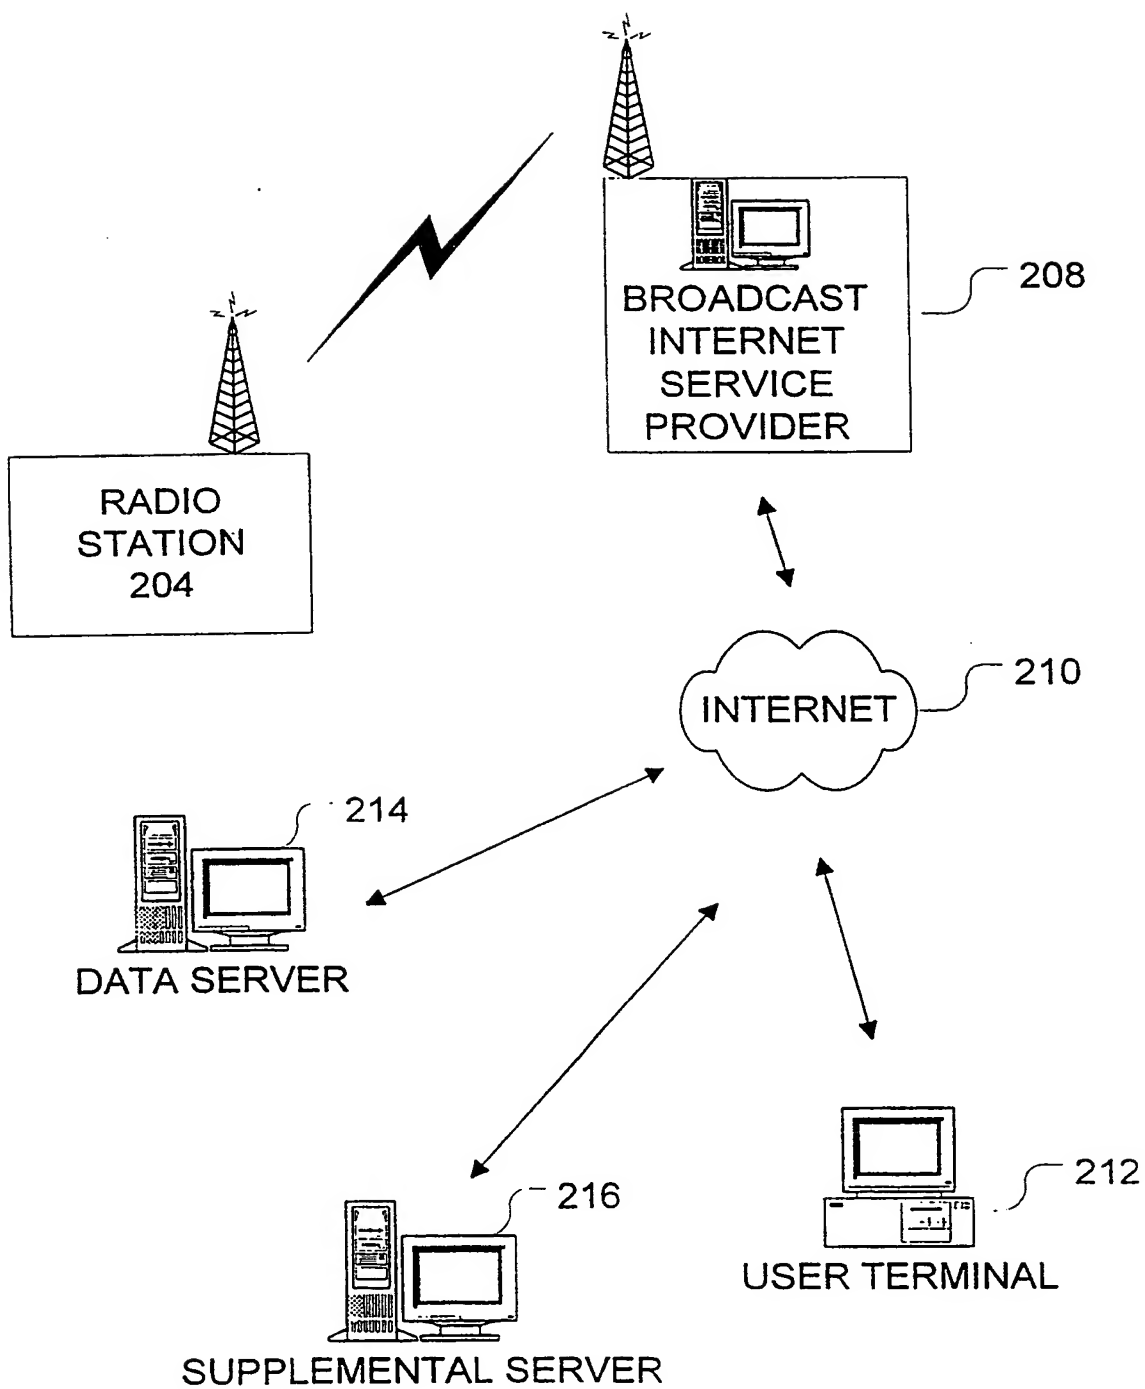 208
BROADCAST
INTERNET
SERVICE
PROVIDER
RADIO
STATION
204
210
INTERNET
214
DATA SERVER
212
USER TERMINAL
216
SUPPLEMENTAL SERVER